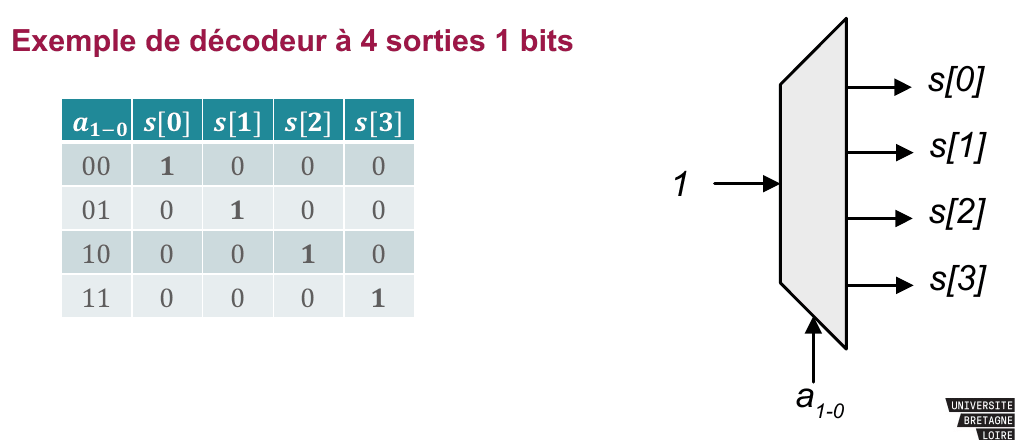 Exemple de décodeur à 4 sorties 1 bits
a₁₋₀ s[0] s[1] s[2] s[3]
00 1 0 0 0
01 0 1 0 0
10 0 0 1 0
11 0 0 0 1
s[0]
s[1]
1
s[2]
s[3]
a₁₋₀
UNIVERSITE
BRETAGNE
LOIRE